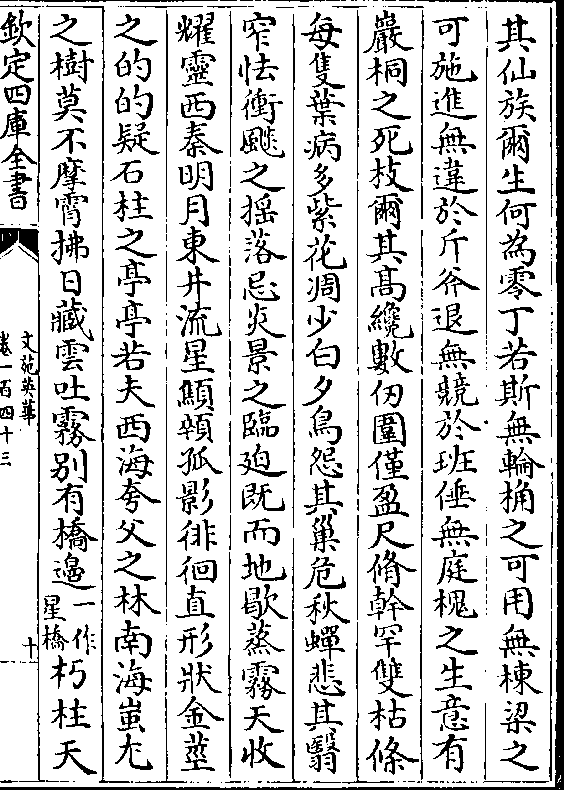 其仙族爾生何為零丁若斯無輪桷之可用無棟梁之
可施進無違於斤斧退無競於班倕無庭槐之生意有
巖桐之死枝爾其髙纔數仞圍僅盈尺脩幹罕雙枯條
每隻葉病多紫花凋少白夕鳥怨其巢危秋蟬悲其翳
窄怯衝飈之摇落忌炎景之臨廹既而地歇蒸霧天收
耀靈西秦明月東井流星顦顇孤影徘徊直形狀金莖
之的的疑石柱之亭亭若夫西海夸父之林南海蚩尤
之樹莫不摩霄拂日藏雲吐霧别有橋邉一作星橋朽柱天
欽定四庫全書
文苑英華
卷一百四十三
十